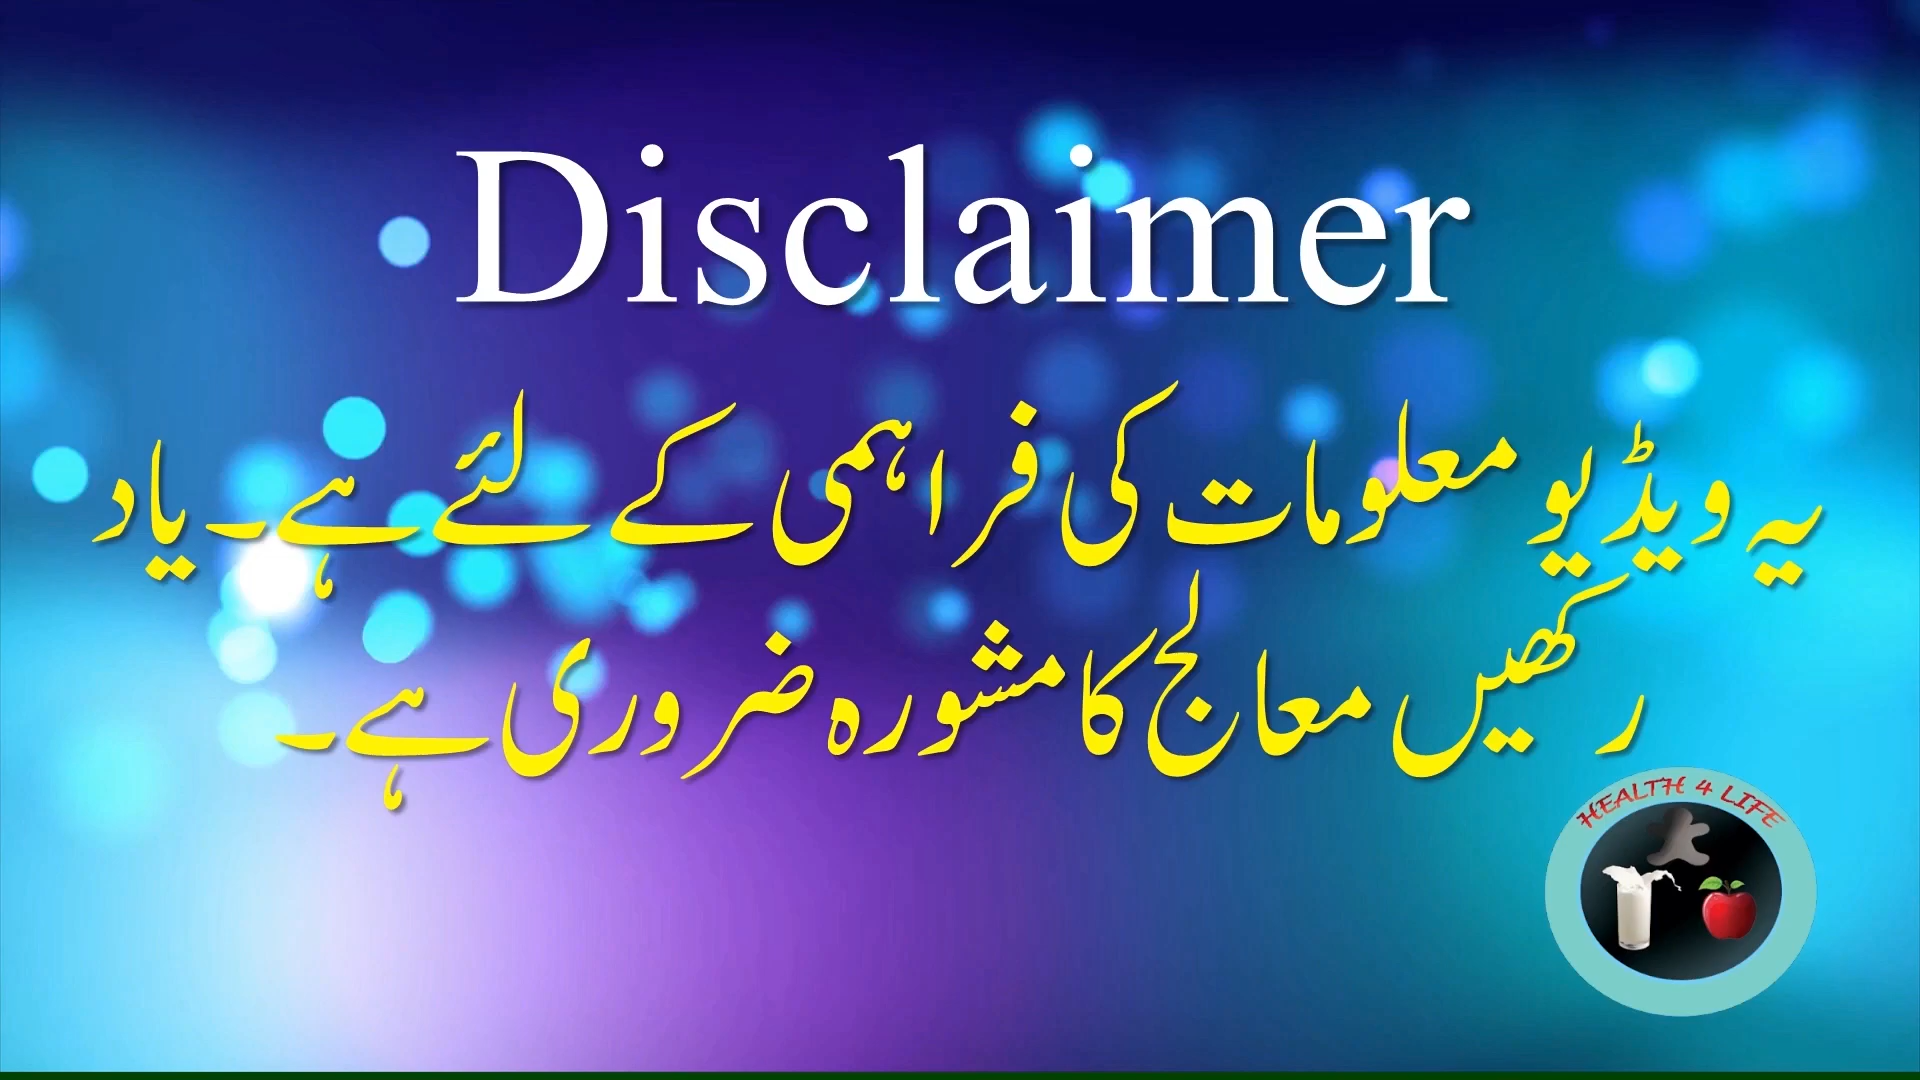 Disclaimer
یہ ویڈیو معلومات کی فراہمی کے لئے ہے۔ یاد
رکھیں معالج کا مشورہ ضروری ہے۔
HEALTH 4 LIFE